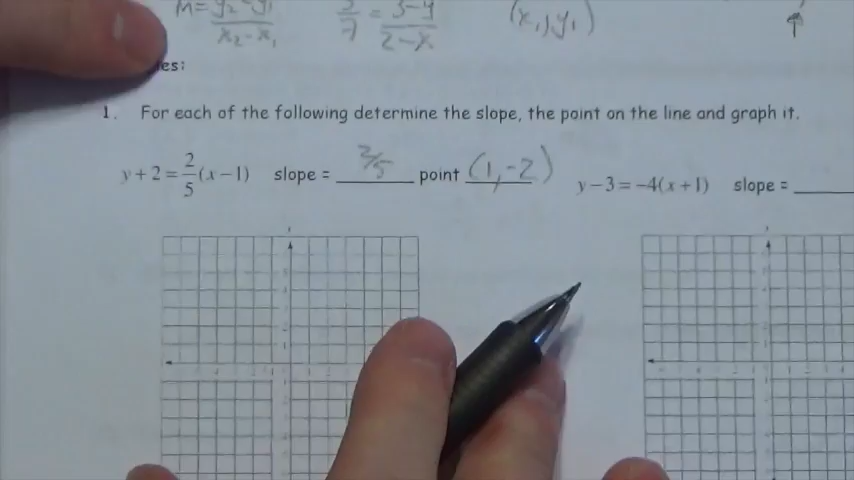 m = y₂-y₁ / x₂-x₁
3/7 = 3-y / 2-x
(x₁, y₁)
les:
1. For each of the following determine the slope, the point on the line and graph it.
y + 2 = 2/5 (x - 1) slope = 2/5 point (1, -2)
y - 3 = -4(x + 1) slope = ____